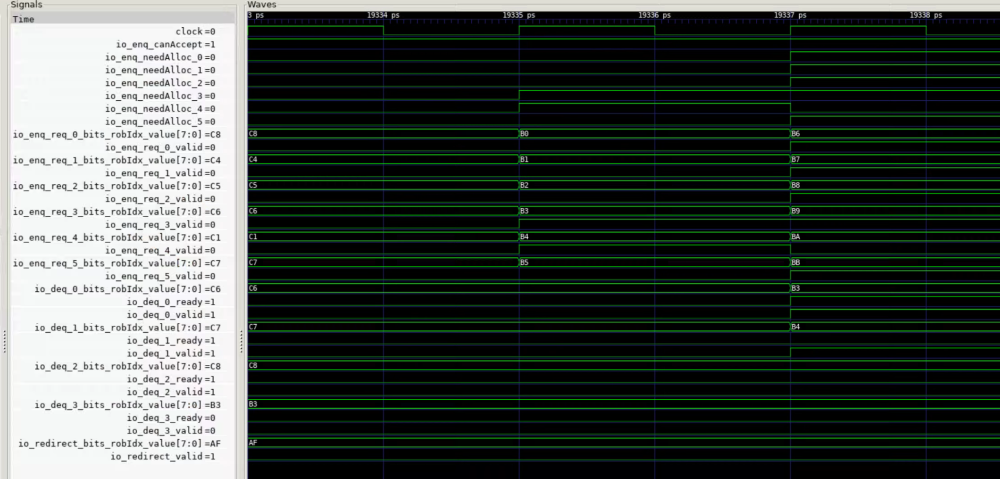 Signals
Waves
Time
3 ps 19334 ps 19335 ps 19336 ps 19337 ps 19338 ps
clock=0
io_enq_canAccept=1
io_enq_needAlloc_0=0
io_enq_needAlloc_1=0
io_enq_needAlloc_2=0
io_enq_needAlloc_3=0
io_enq_needAlloc_4=0
io_enq_needAlloc_5=0
io_enq_req_0_bits_robIdx_value[7:0]=C8 C8 B0 B6
io_enq_req_0_valid=0
io_enq_req_1_bits_robIdx_value[7:0]=C4 C4 B1 B7
io_enq_req_1_valid=0
io_enq_req_2_bits_robIdx_value[7:0]=C5 C5 B2 B8
io_enq_req_2_valid=0
io_enq_req_3_bits_robIdx_value[7:0]=C6 C6 B3 B9
io_enq_req_3_valid=0
io_enq_req_4_bits_robIdx_value[7:0]=C1 C1 B4 BA
io_enq_req_4_valid=0
io_enq_req_5_bits_robIdx_value[7:0]=C7 C7 B5 BB
io_enq_req_5_valid=0
io_deq_0_bits_robIdx_value[7:0]=C6 C6 B3
io_deq_0_ready=1
io_deq_0_valid=1
io_deq_1_bits_robIdx_value[7:0]=C7 C7 B4
io_deq_1_ready=1
io_deq_1_valid=1
io_deq_2_bits_robIdx_value[7:0]=C8 C8
io_deq_2_ready=1
io_deq_2_valid=1
io_deq_3_bits_robIdx_value[7:0]=B3 B3
io_deq_3_ready=0
io_deq_3_valid=0
io_redirect_bits_robIdx_value[7:0]=AF AF
io_redirect_valid=1